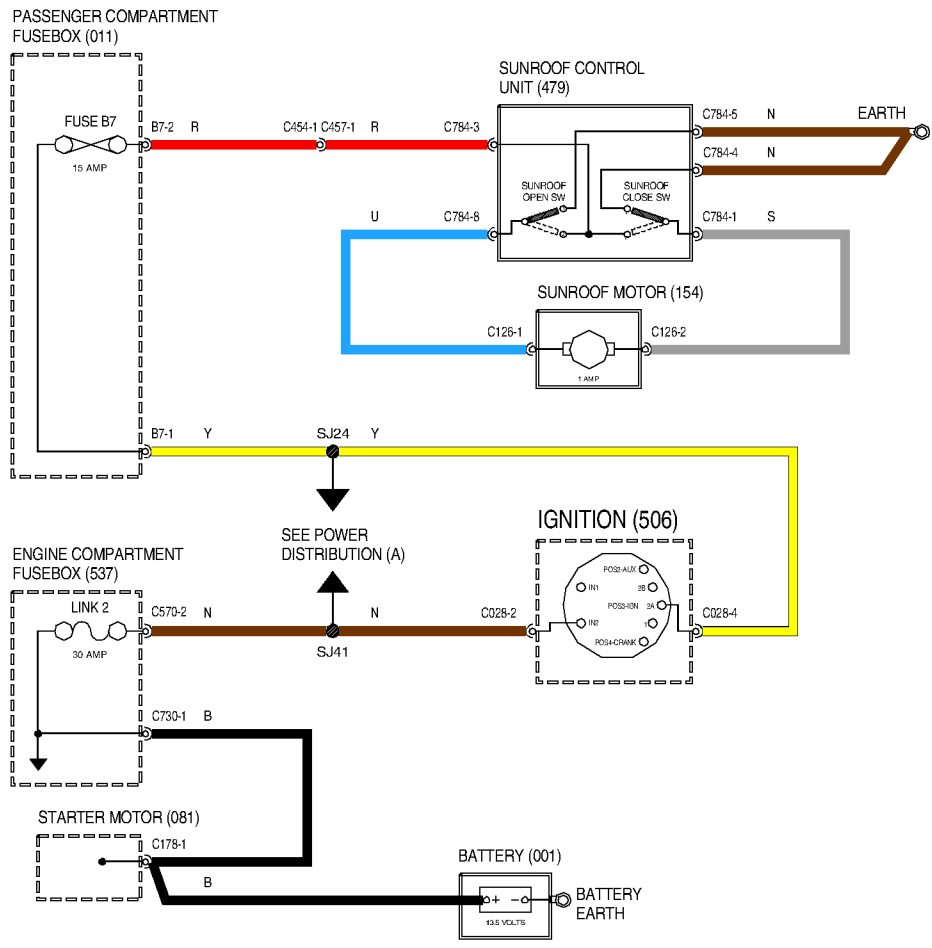 PASSENGER COMPARTMENT
FUSEBOX (011)
SUNROOF CONTROL
UNIT (479)
FUSE B7
15 AMP
B7-2 R
C454-1 C457-1 R
C784-3
C784-5 N
EARTH
C784-4 N
SUNROOF
OPEN SW
SUNROOF
CLOSE SW
U C784-8
C784-1 S
SUNROOF MOTOR (154)
C126-1
C126-2
1 AMP
B7-1 Y
SJ24 Y
SEE POWER
DISTRIBUTION (A)
IGNITION (506)
ENGINE COMPARTMENT
FUSEBOX (537)
LINK 2
30 AMP
C570-2 N
N
SJ41
C028-2
POS2-AUX
IN1
2B
POS3-IGN 2A
IN2
1
POS4-CRANK
C028-4
C730-1 B
STARTER MOTOR (081)
C178-1
B
BATTERY (001)
+ -
13.5 VOLTS
BATTERY
EARTH